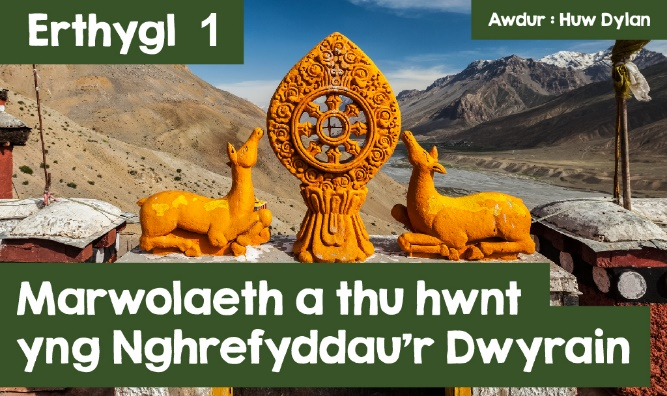 Erthygl 1
Awdur : Huw Dylan
Marwolaeth a thu hwnt
yng Nghrefyddau'r Dwyrain